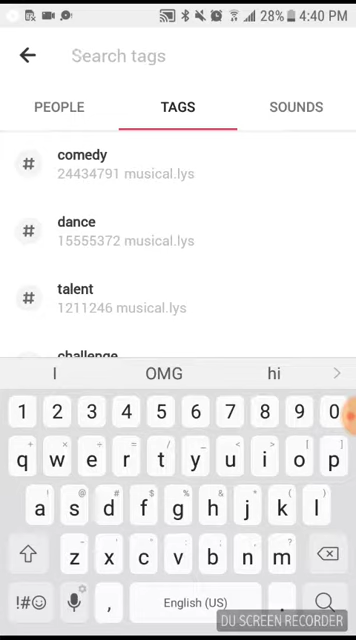 28% 4:40 PM
Search tags
PEOPLE TAGS SOUNDS
# comedy
24434791 musical.lys
# dance
15555372 musical.lys
# talent
1211246 musical.lys
challenge
I OMG hi
1 2 3 4 5 6 7 8 9 0
q w e r t y u i o p
a s d f g h j k l
z x c v b n m
!#☺ , English (US) .
DU SCREEN RECORDER